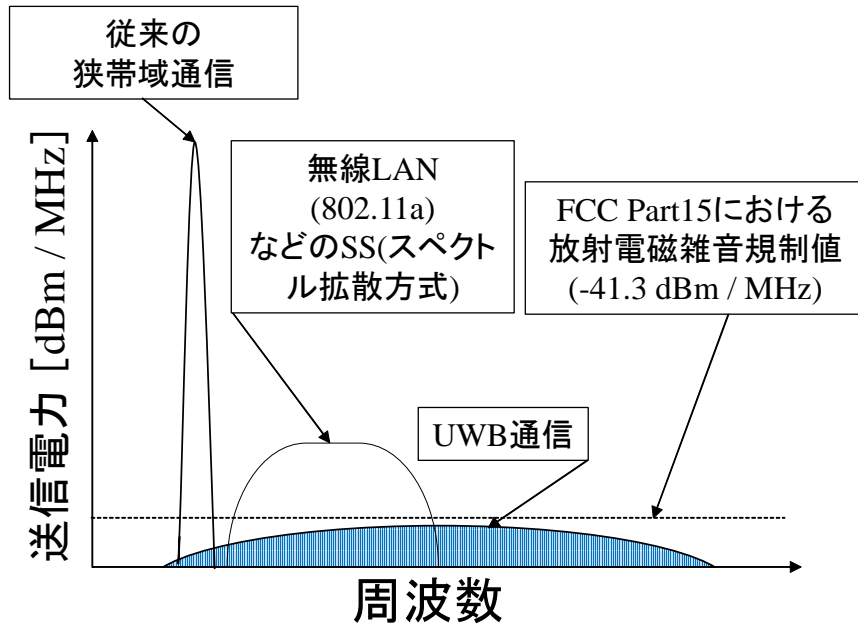 従来の
狭帯域通信
無線LAN
(802.11a)
などのSS(スペクト
ル拡散方式)
FCC Part15における
放射電磁雑音規制値
(-41.3 dBm / MHz)
UWB通信
送信電力 [dBm / MHz]
周波数